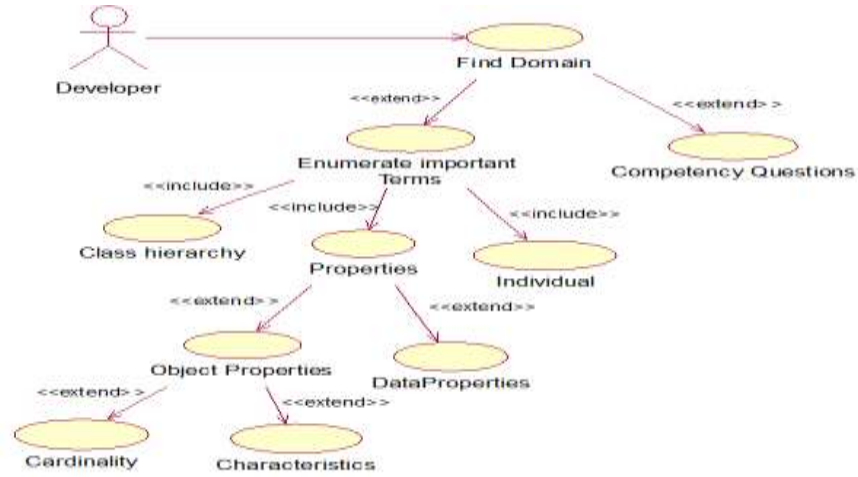 Find Domain
Developer
<<extend>>
<<extend> >
Enumerate important
Terms
Competency Questions
<<include>>
<<include>>
<<include>>
Class hierarchy
Properties
Individual
<<extend>>
<<extend>>
Object Properties
DataProperties
<<extend> >
<<extend>>
Cardinality
Characteristics